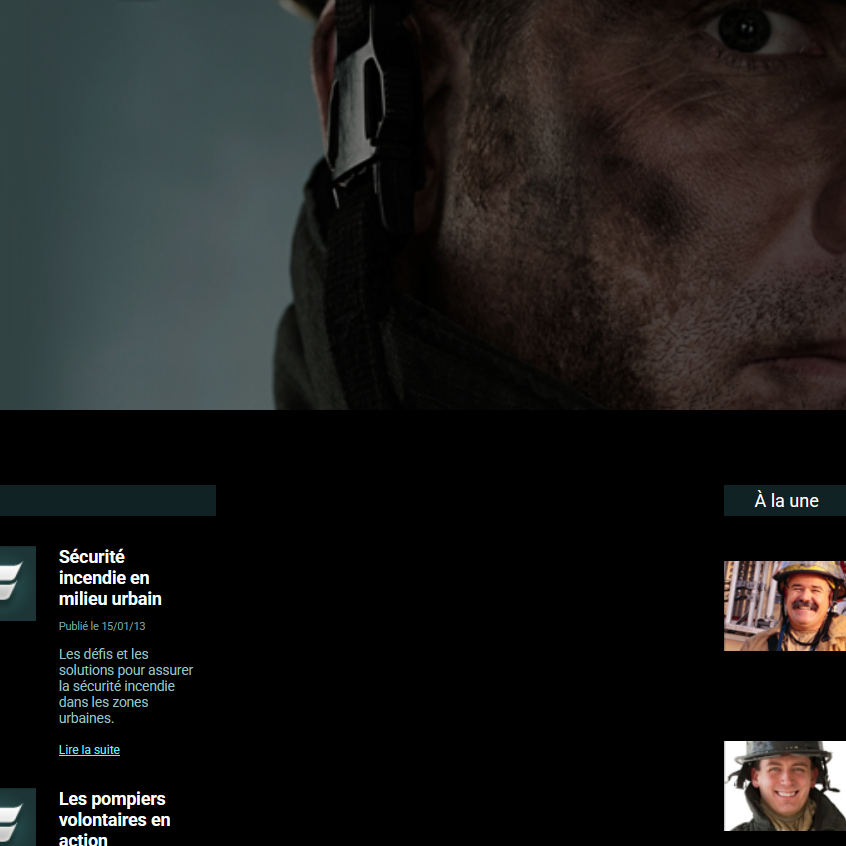 À la une
Sécurité
incendie en
milieu urbain
Publié le 15/01/13
Les défis et les
solutions pour assurer
la sécurité incendie
dans les zones
urbaines.
Lire la suite
Les pompiers
volontaires en
action